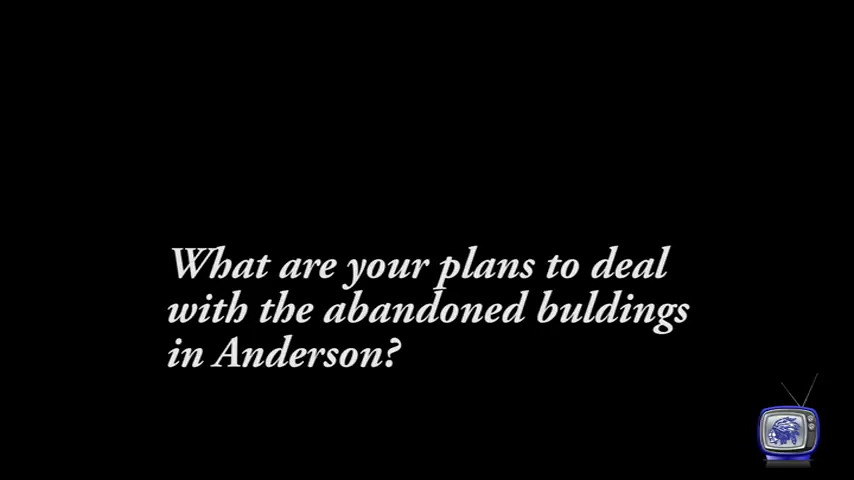 What are your plans to deal
with the abandoned buldings
in Anderson?